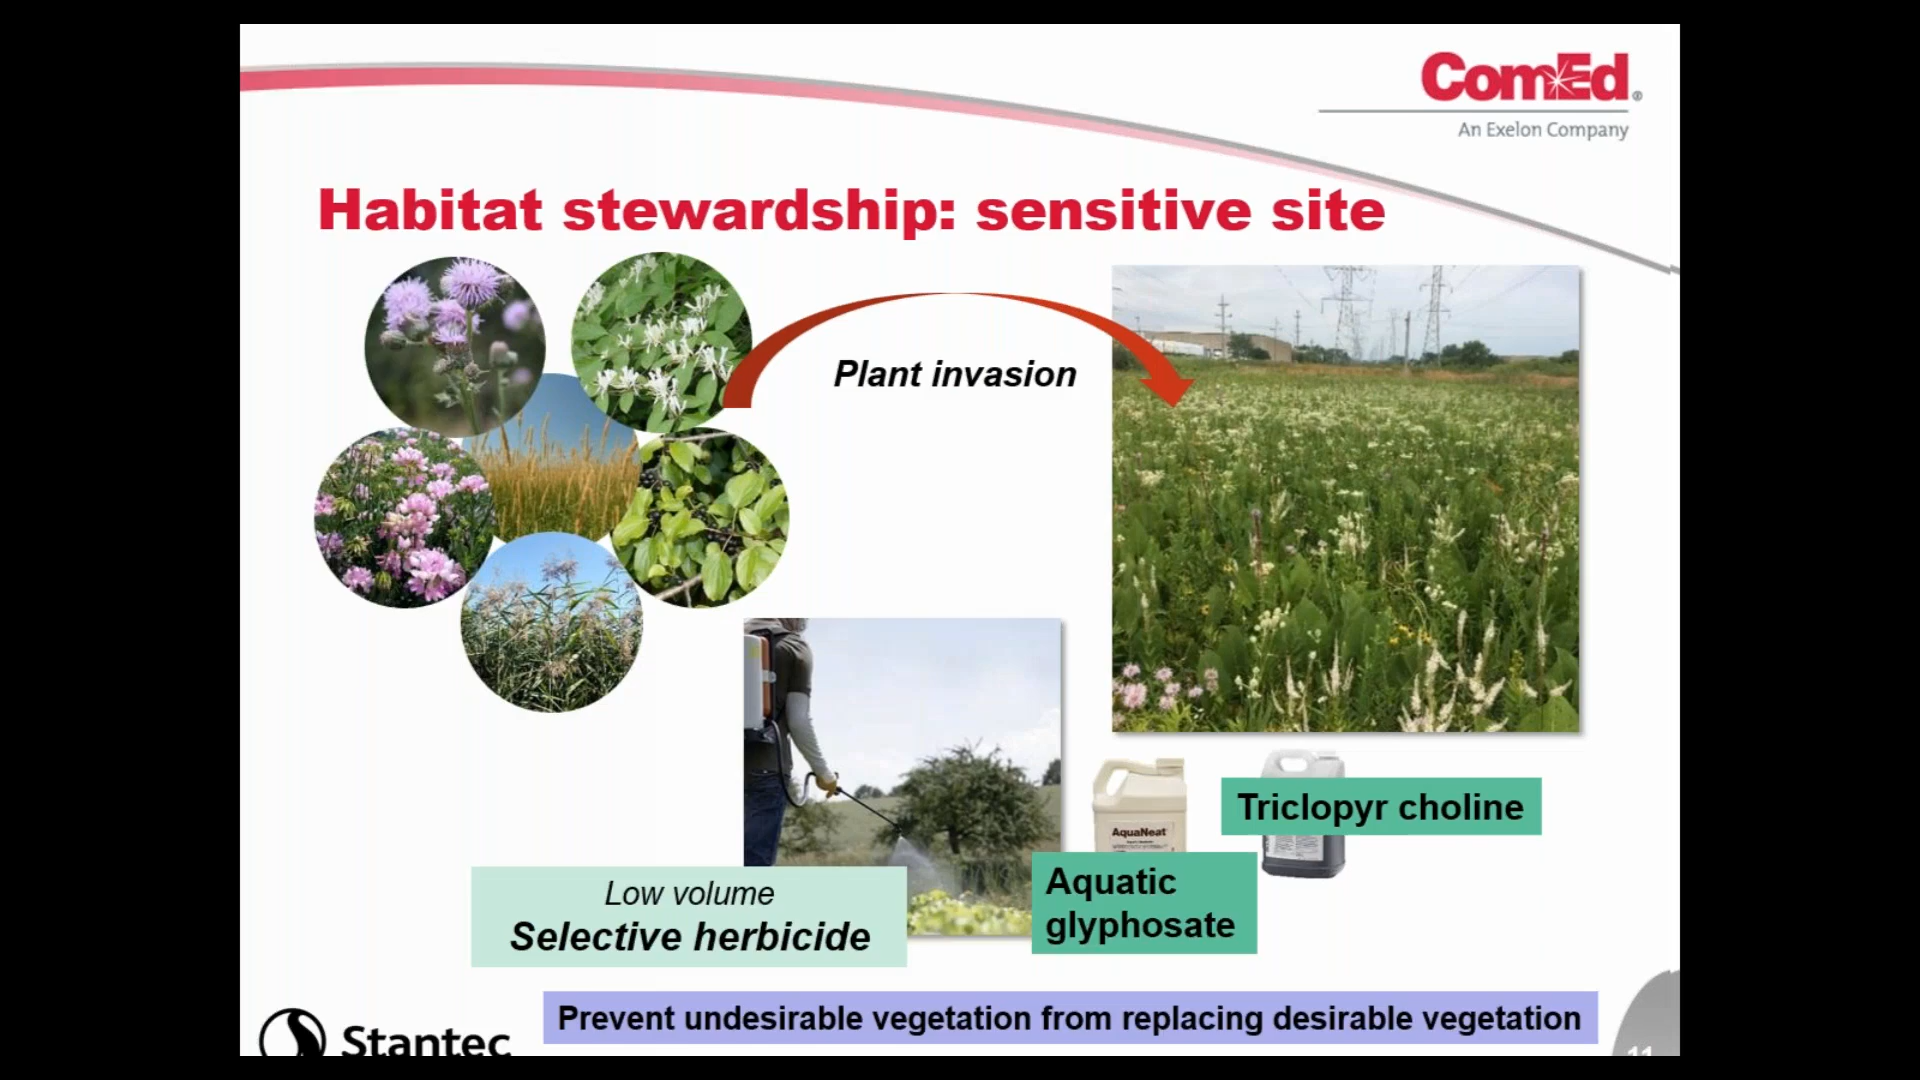 ComEd®
An Exelon Company
Habitat stewardship: sensitive site
Plant invasion
Triclopyr choline
AquaNeat
Aquatic
glyphosate
Low volume
Selective herbicide
Prevent undesirable vegetation from replacing desirable vegetation
Stantec
11